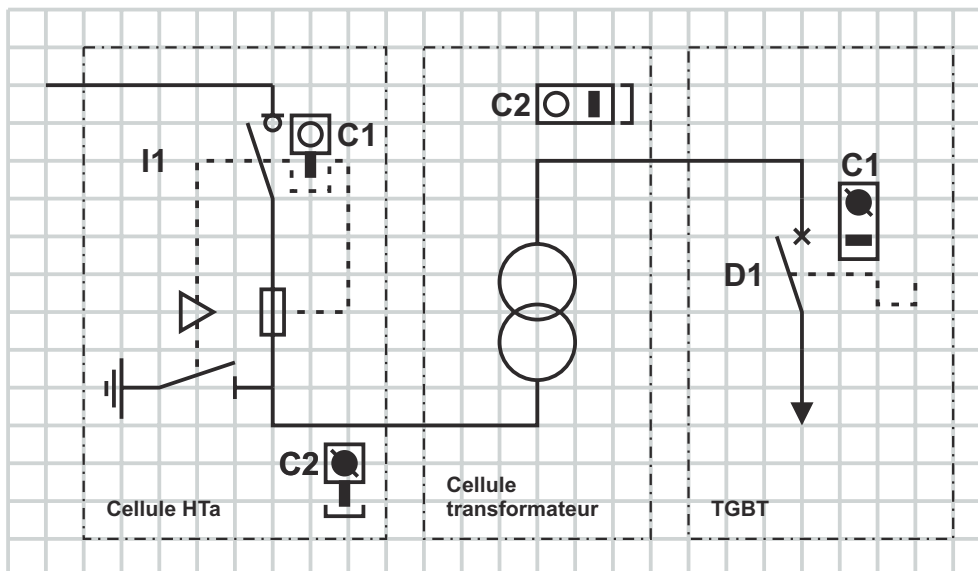 C2
C1
I1
C1
D1
C2
Cellule HTa
Cellule
transformateur
TGBT